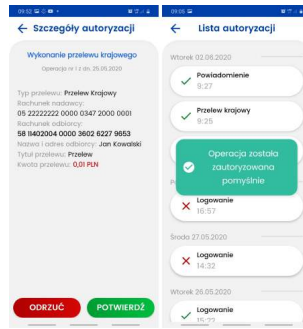 09:32
Szczegóły autoryzacji
Wykonanie przelewu krajowego
Operacja nr 1 z dn. 25.05.2020
Typ przelewu: Przelew Krajowy
Rachunek nadawcy:
05 22222222 0000 0347 2000 0001
Rachunek odbiorcy:
58 11402004 0000 3602 6227 9653
Nazwa i adres odbiorcy: Jan Kowalski
Tytuł przelewu: Przelew
Kwota przelewu: 0,01 PLN
ODRZUĆ
POTWIERDŹ
09:05
Lista autoryzacji
Wtorek 02.06.2020
Powiadomienie
9:27
Przelew krajowy
9:25
Operacja została
zautoryzowana
pomyślnie
Logowanie
16:57
Środa 27.05.2020
Logowanie
14:22
Wtorek 26.05.2020
Logowanie